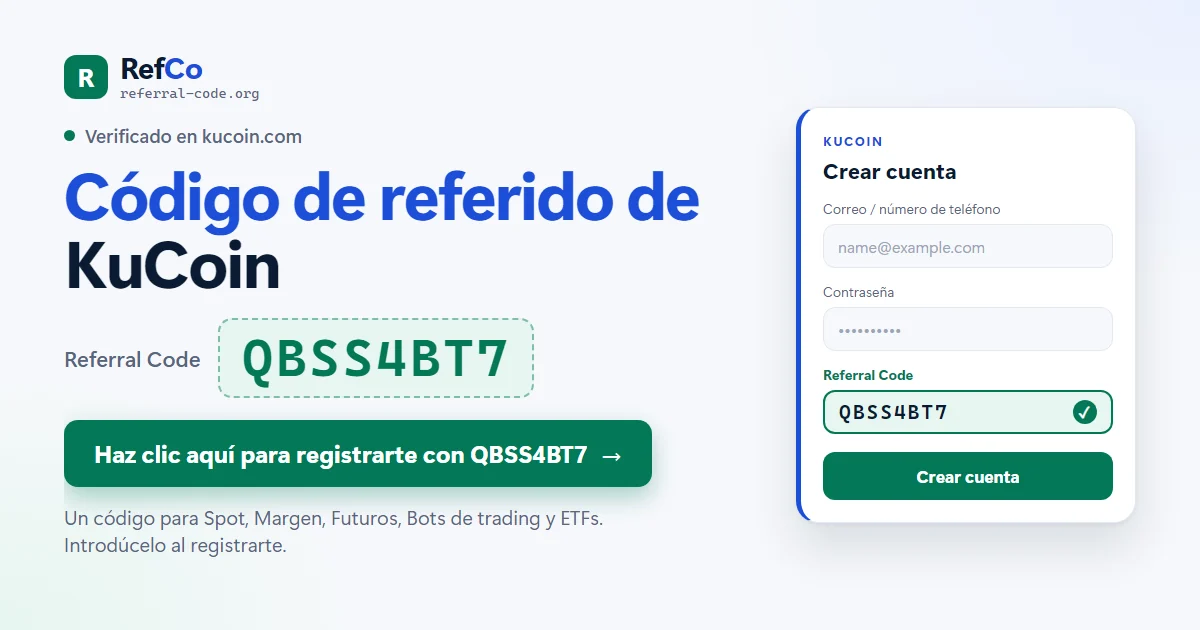 R
RefCo
referral-code.org
Verificado en kucoin.com
Código de referido de
KuCoin
Referral Code
QBSS4BT7
Haz clic aquí para registrarte con QBSS4BT7 →
Un código para Spot, Margen, Futuros, Bots de trading y ETFs.
Introdúcelo al registrarte.
KUCOIN
Crear cuenta
Correo / número de teléfono
name@example.com
Contraseña
••••••••••
Referral Code
QBSS4BT7
Crear cuenta